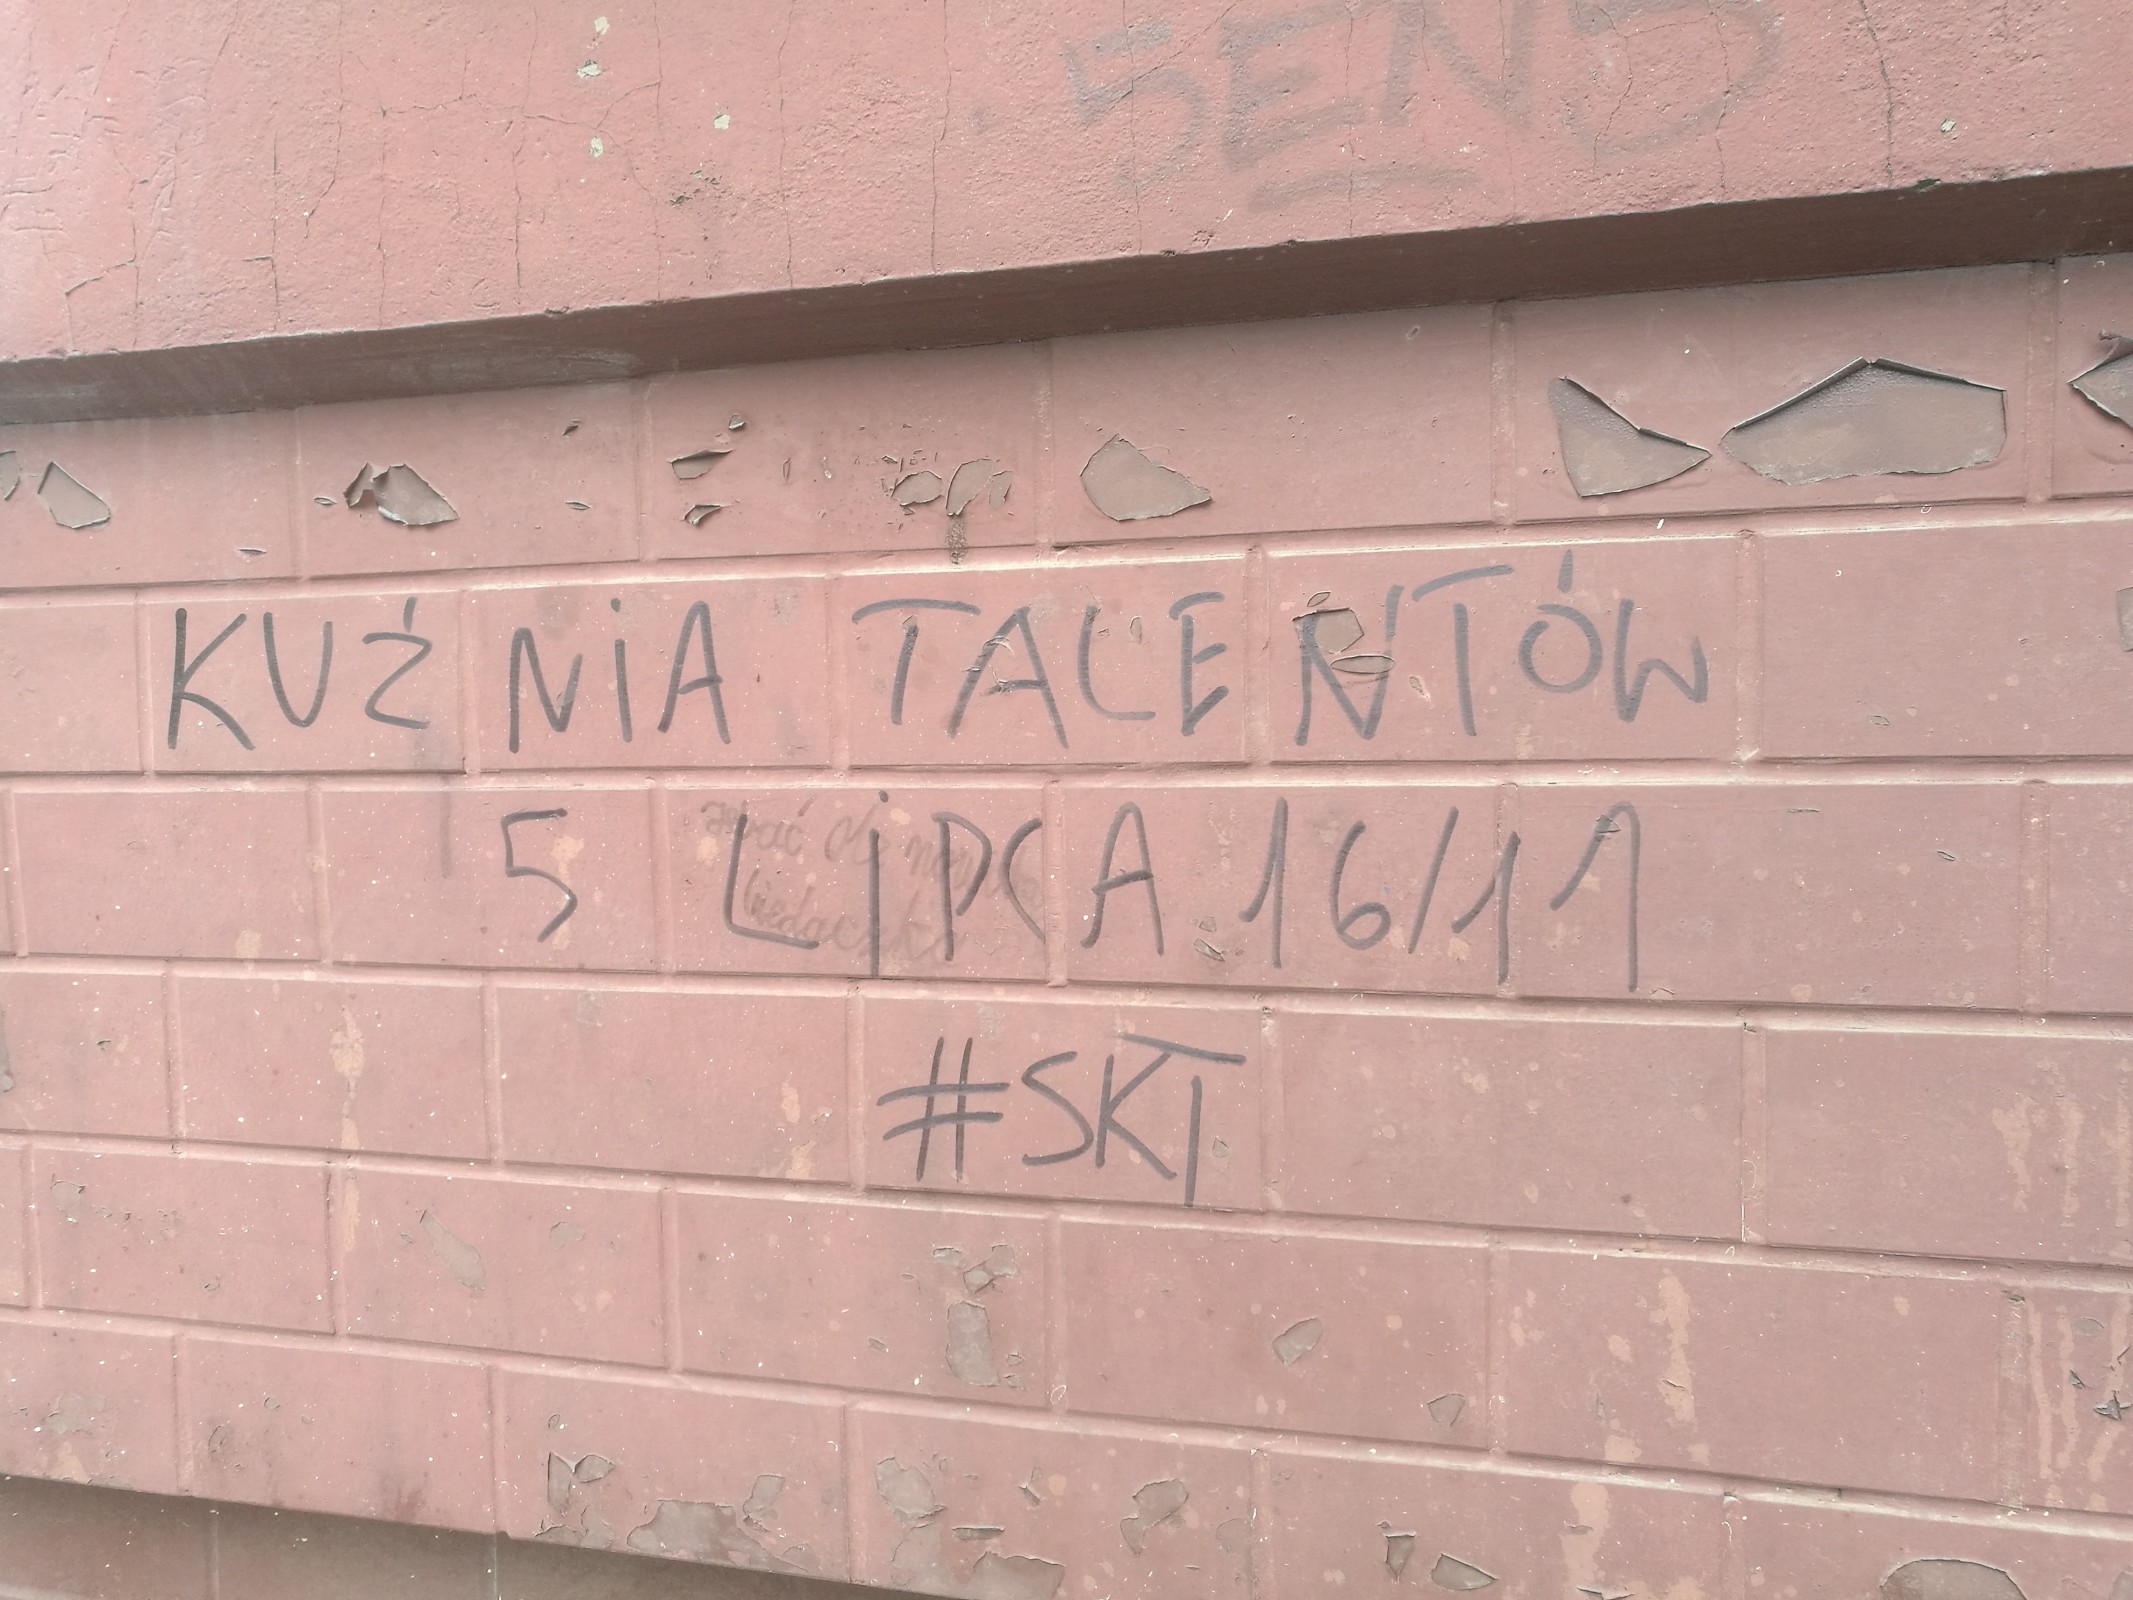 SENS
KUŹNIA TALENTÓW
5 LIPCA 16/11
#SKT